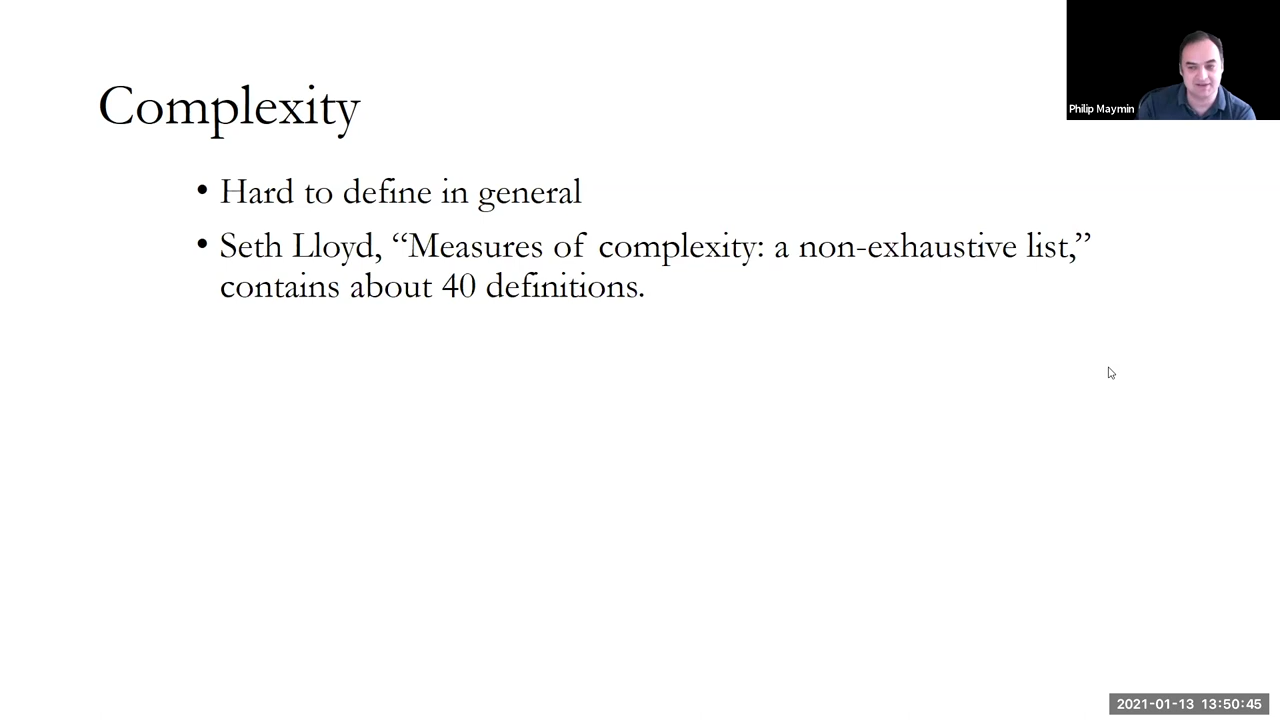 Complexity
• Hard to define in general
• Seth Lloyd, “Measures of complexity: a non-exhaustive list,”
contains about 40 definitions.
Philip Maymin
2021-01-13 13:50:45